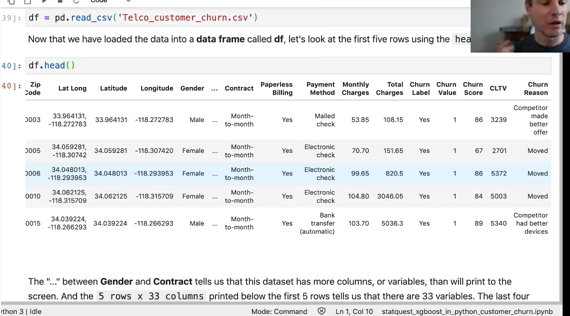 Code
39]: df = pd.read_csv('Telco_customer_churn.csv')
Now that we have loaded the data into a data frame called df, let's look at the first five rows using the
40]: df.head()
40]: Zip Code Lat Long Latitude Longitude Gender ... Contract Paperless Billing Payment Method Monthly Charges Total Charges Churn Label Churn Value Churn Score CLTV Churn Reason
0003 33.964131, -118.272783 33.964131 -118.272783 Male ... Month-to-month Yes Mailed check 53.85 108.15 Yes 1 86 3239 Competitor made better offer
0005 34.059281, -118.30742 34.059281 -118.307420 Female ... Month-to-month Yes Electronic check 70.70 151.65 Yes 1 67 2701 Moved
0006 34.048013, -118.293953 34.048013 -118.293953 Female ... Month-to-month Yes Electronic check 99.65 820.5 Yes 1 86 5372 Moved
0010 34.062125, -118.315709 34.062125 -118.315709 Female ... Month-to-month Yes Electronic check 104.80 3046.05 Yes 1 84 5003 Moved
0015 34.039224, -118.266293 34.039224 -118.266293 Male ... Month-to-month Yes Bank transfer (automatic) 103.70 5036.3 Yes 1 89 5340 Competitor had better devices
The "..." between Gender and Contract tells us that this dataset has more columns, or variables, than will print to the
screen. And the 5 rows x 33 columns printed below the first 5 rows tells us that there are 33 variables. The last four
ython 3 | Idle Mode: Command Ln 1, Col 10 statquest_xgboost_in_python_customer_churn.ipynb